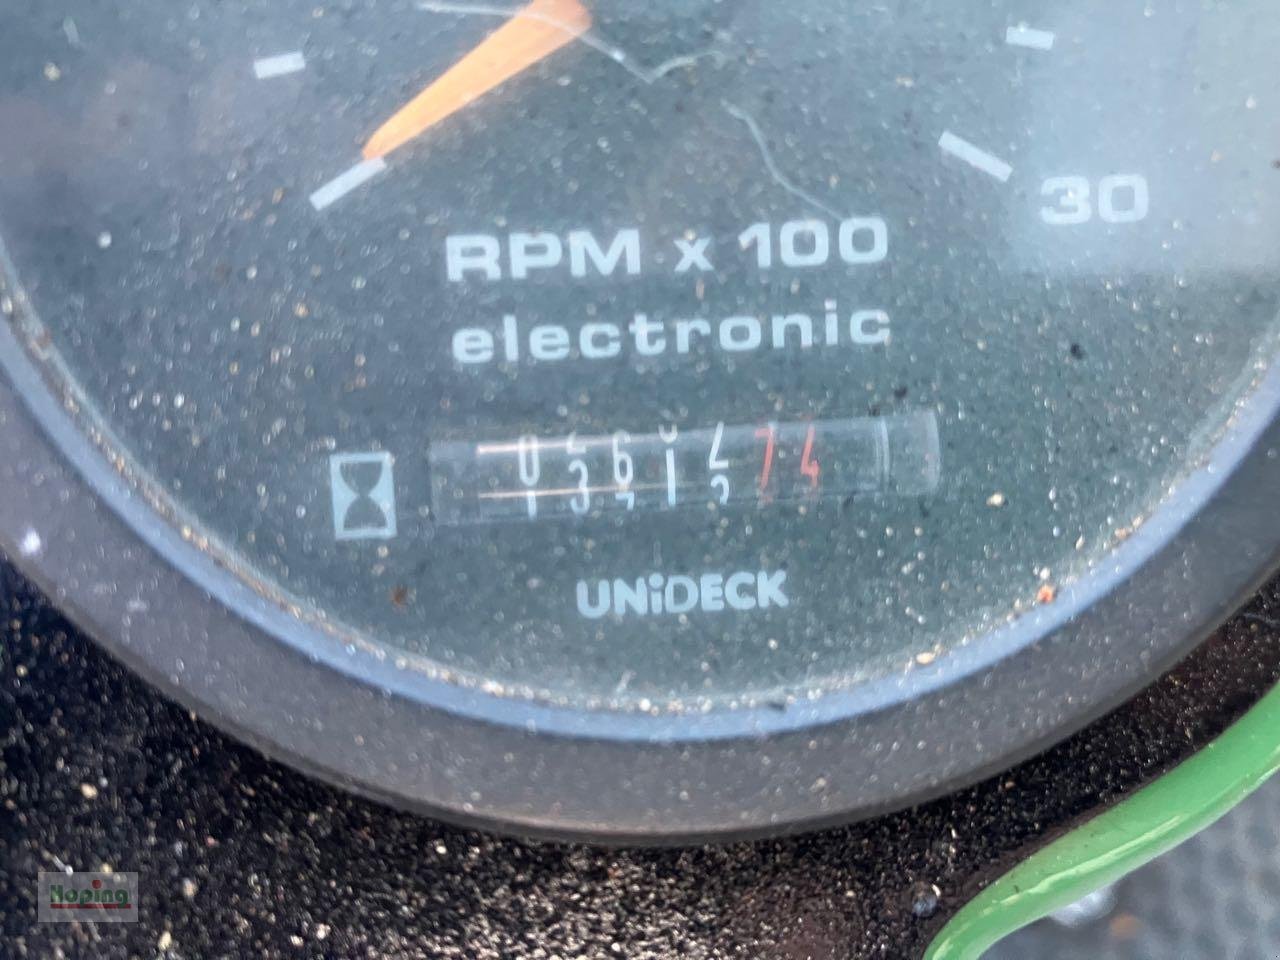 30
RPM x 100
electronic
UNiDECK
Hoping